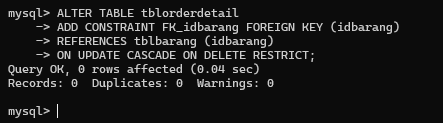 mysql> ALTER TABLE tblorderdetail
    -> ADD CONSTRAINT FK_idbarang FOREIGN KEY (idbarang)
    -> REFERENCES tblbarang (idbarang)
    -> ON UPDATE CASCADE ON DELETE RESTRICT;
Query OK, 0 rows affected (0.04 sec)
Records: 0  Duplicates: 0  Warnings: 0
mysql>